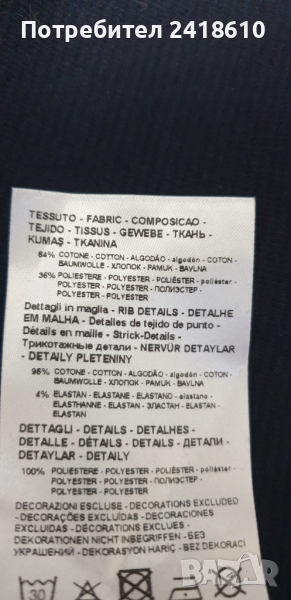 Потребител 2418610
TESSUTO - FABRIC - COMPOSICAO -
TEJIDO - TISSUS - GEWEBE - ТКАНЬ -
KUMAŞ - TKANINA
64% COTONE - COTTON - ALGODÃO - algodón - COTON -
BAUMWOLLE - ХЛОПОК - PAMUK - BAVLNA
36% POLIESTERE - POLYESTER - POLIÉSTER - poliéster -
POLYESTER - POLYESTER - ПОЛИЭСТЕР -
POLYESTER - POLYESTER
Dettagli in maglia - RIB DETAILS - DETALHE
EM MALHA - Detalles de tejido de punto -
Détails en maille - Strick-Details -
Трикотажные детали - NERVÜR DETAYLAR
- DETAILY PLETENINY
96% COTONE - COTTON - ALGODÃO - algodón - COTON -
BAUMWOLLE - ХЛОПОК - PAMUK - BAVLNA
4% ELASTAN - ELASTANE - ELASTANO - elastano -
ELASTHANNE - ELASTAN - ЭЛАСТАН - ELASTAN -
ELASTAN
DETTAGLI - DETAILS - DETALHES -
DETALLE - DÉTAILS - DETAILS - ДЕТАЛИ -
DETAYLAR - DETAILY
100% POLIESTERE - POLYESTER - POLIÉSTER - poliéster -
POLYESTER - POLYESTER - ПОЛИЭСТЕР -
POLYESTER - POLYESTER
DECORAZIONI ESCLUSE - DECORATIONS EXCLUDED
- DECORAÇÕES EXCLUÍDAS - DECORACIONES
EXCLUIDAS - DÉCORATIONS EXCLUES -
DEKORATIONEN NICHT INBEGRIFFEN - БЕЗ
УКРАШЕНИЙ - DEKORASYON HARİÇ - BEZ DEKORACÍ
30
BAZAR